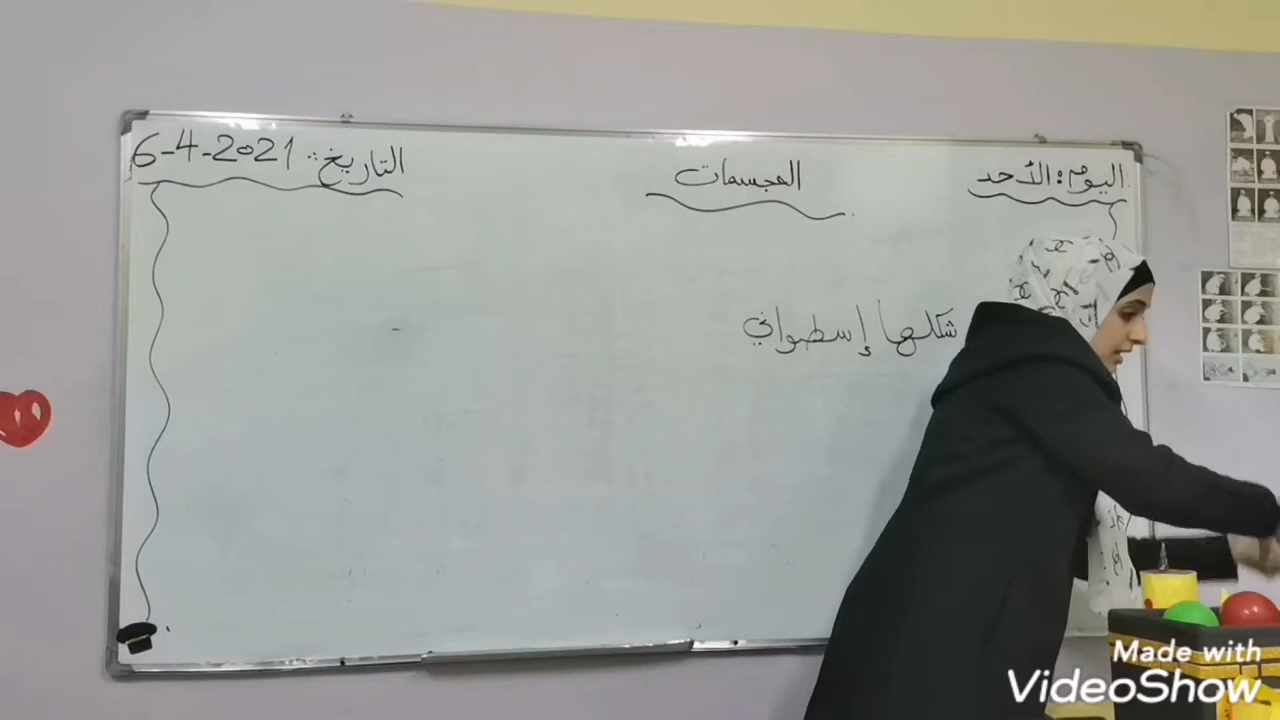 اليوم: الأحد
المجسمات
التاريخ: 6-4-2021
شكلها إسطواني
Made with
VideoShow